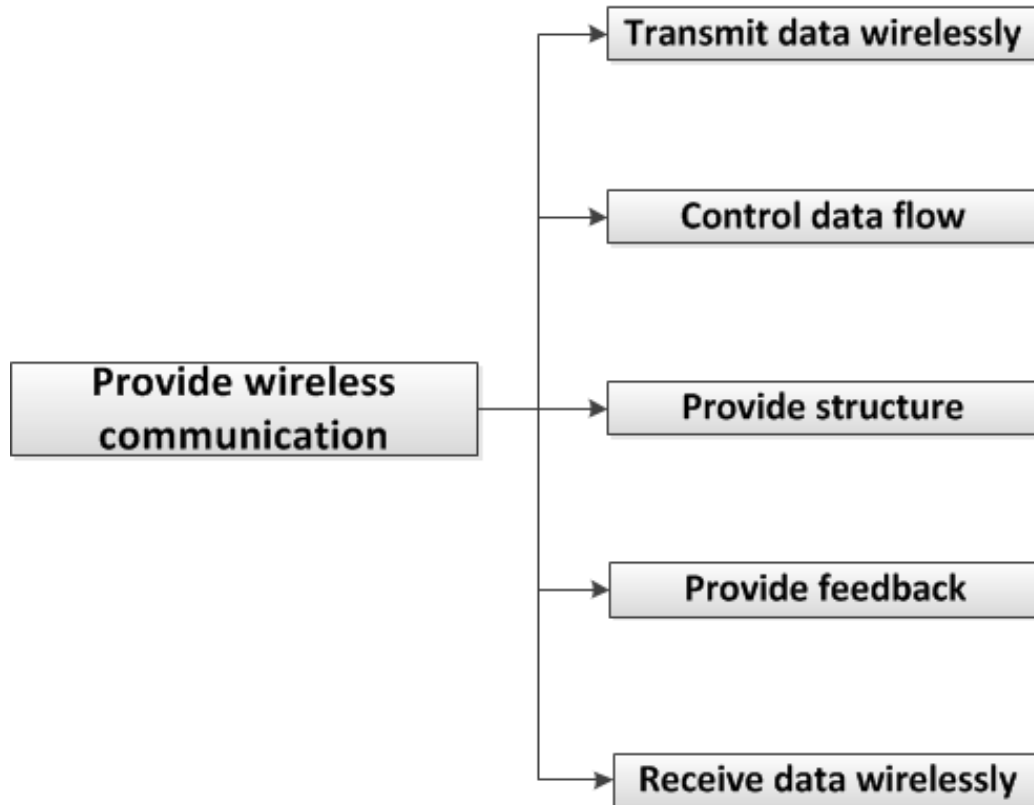 Transmit data wirelessly
Control data flow
Provide wireless
communication
Provide structure
Provide feedback
Receive data wirelessly